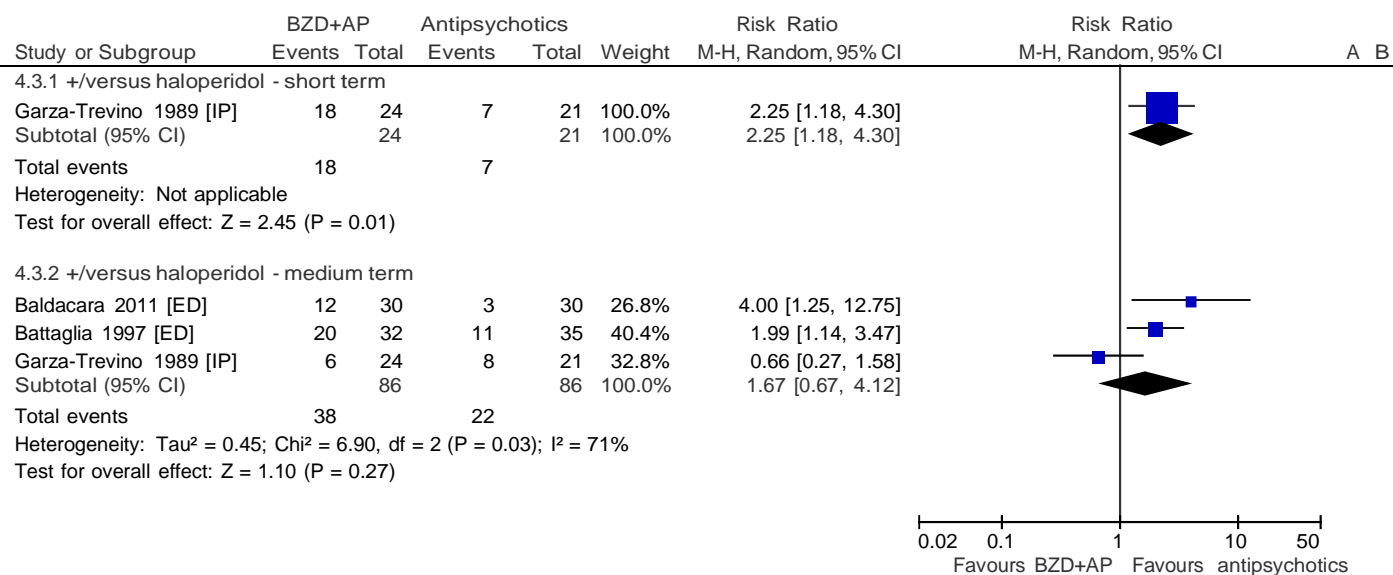 BZD+AP Antipsychotics Risk Ratio Risk Ratio
Study or Subgroup Events Total Events Total Weight M-H, Random, 95% CI M-H, Random, 95% CI A B
4.3.1 +/versus haloperidol - short term
Garza-Trevino 1989 [IP] 18 24 7 21 100.0% 2.25 [1.18, 4.30]
Subtotal (95% CI) 24 21 100.0% 2.25 [1.18, 4.30]
Total events 18 7
Heterogeneity: Not applicable
Test for overall effect: Z = 2.45 (P = 0.01)
4.3.2 +/versus haloperidol - medium term
Baldacara 2011 [ED] 12 30 3 30 26.8% 4.00 [1.25, 12.75]
Battaglia 1997 [ED] 20 32 11 35 40.4% 1.99 [1.14, 3.47]
Garza-Trevino 1989 [IP] 6 24 8 21 32.8% 0.66 [0.27, 1.58]
Subtotal (95% CI) 86 86 100.0% 1.67 [0.67, 4.12]
Total events 38 22
Heterogeneity: Tau² = 0.45; Chi² = 6.90, df = 2 (P = 0.03); I² = 71%
Test for overall effect: Z = 1.10 (P = 0.27)
0.02 0.1 1 10 50
Favours BZD+AP Favours antipsychotics